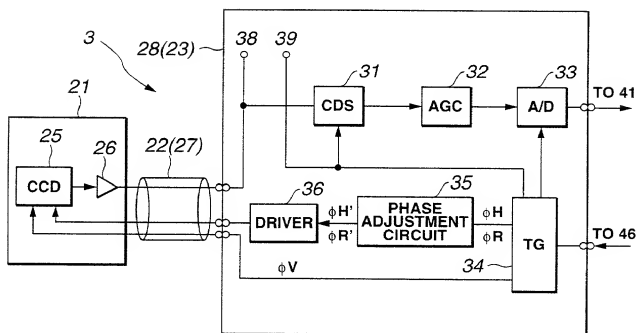 3
28(23)
38
39
31
32
33
CDS
AGC
A/D
TO 41
21
25
26
CCD
22(27)
36
35
DRIVER
ϕH'
ϕR'
PHASE
ADJUSTMENT
CIRCUIT
ϕH
ϕR
34
TG
TO 46
ϕV